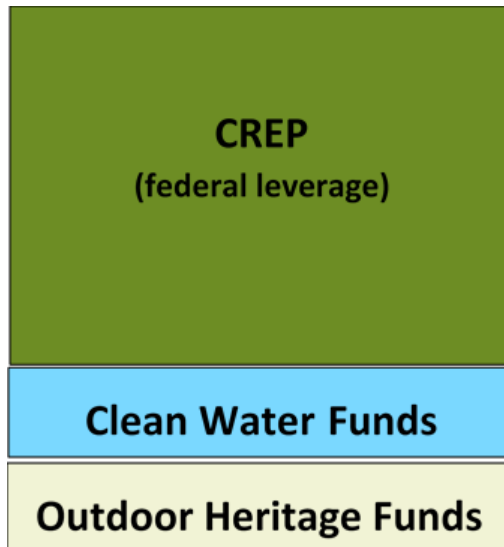 CREP
(federal leverage)
Clean Water Funds
Outdoor Heritage Funds